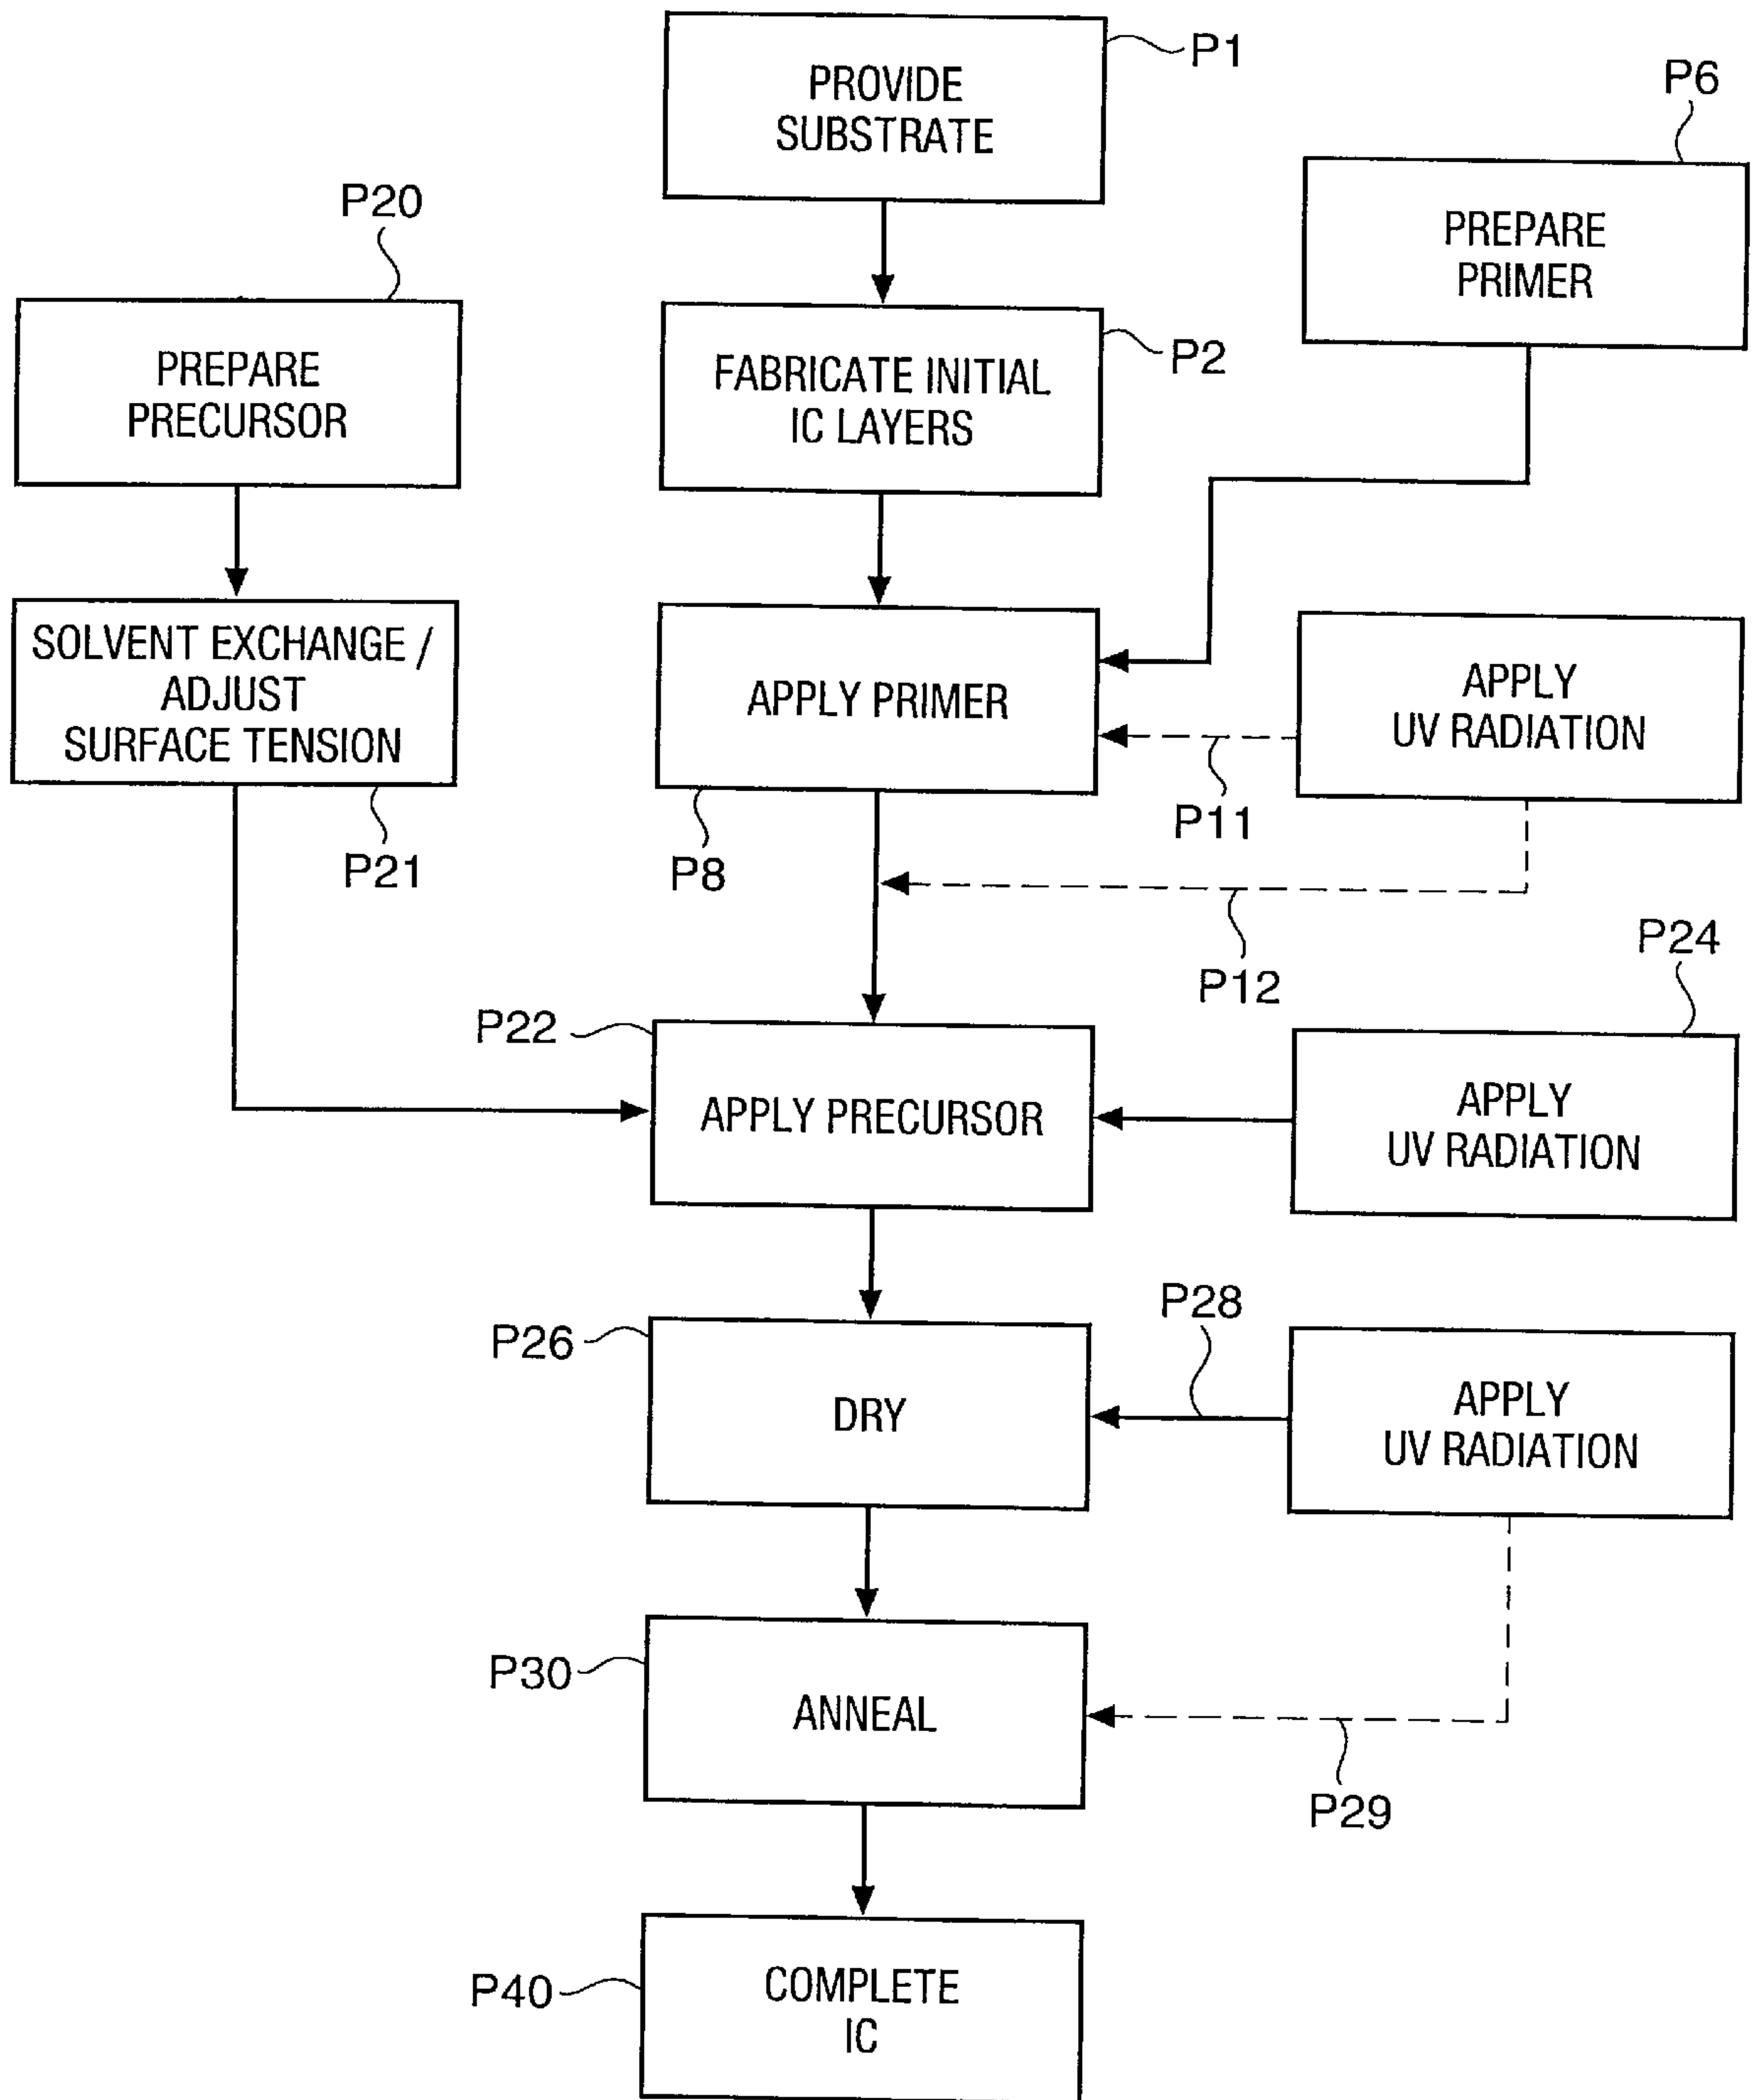 P1
PROVIDE
SUBSTRATE
P6
PREPARE
PRIMER
P20
PREPARE
PRECURSOR
P2
FABRICATE INITIAL
IC LAYERS
SOLVENT EXCHANGE /
ADJUST
SURFACE TENSION
P21
APPLY PRIMER
P8
APPLY
UV RADIATION
P11
P12
P22
APPLY PRECURSOR
P24
APPLY
UV RADIATION
P26
DRY
P28
APPLY
UV RADIATION
P30
ANNEAL
P29
P40
COMPLETE
IC